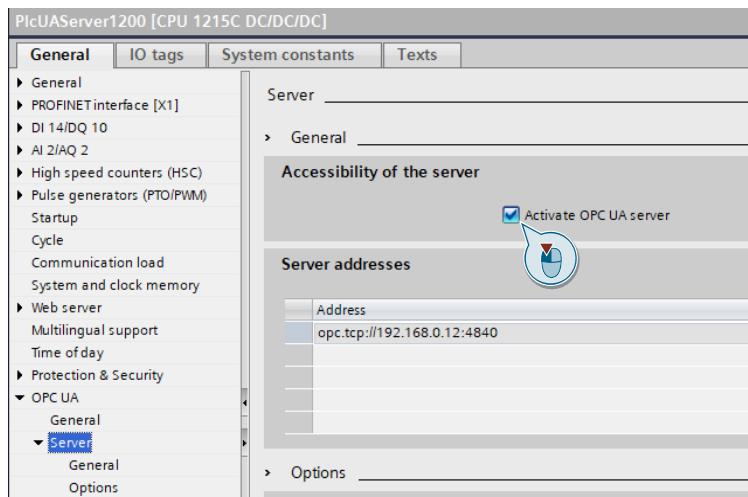 PlcUAServer1200 [CPU 1215C DC/DC/DC]
General
IO tags
System constants
Texts
General
PROFINET interface [X1]
DI 14/DQ 10
AI 2/AQ 2
High speed counters (HSC)
Pulse generators (PTO/PWM)
Startup
Cycle
Communication load
System and clock memory
Web server
Multilingual support
Time of day
Protection & Security
OPC UA
General
Server
General
Options
Server
General
Accessibility of the server
Activate OPC UA server
Server addresses
Address
opc.tcp://192.168.0.12:4840
Options